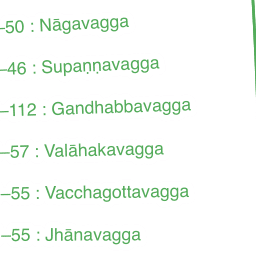 –50 : Nāgavagga
–46 : Supaṇṇavagga
–112 : Gandhabbavagga
–57 : Valāhakavagga
–55 : Vacchagottavagga
–55 : Jhānavagga